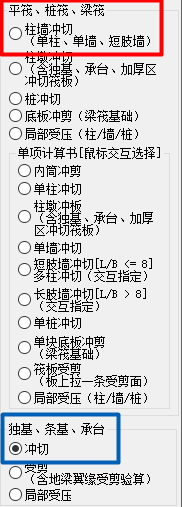 平筏、桩筏、梁筏
柱墙冲切
(单柱、单墙、短肢墙)
柱墩冲切
(含独基、承台、加厚区
冲切筏板)
桩冲切
底板冲剪(梁筏基础)
局部受压(柱/墙/桩)
单项计算书[鼠标交互选择]
内筒冲剪
单柱冲切
柱墩冲板
(含独基、承台、加厚
区冲切筏板)
单墙冲切
短肢墙冲切[L/B <= 8]
多柱冲切(交互指定)
长肢墙冲切[L/B > 8]
(交互指定)
单桩冲切
单块底板冲剪
(梁筏基础)
筏板受剪
(板上拉一条受剪面)
局部受压(柱/墙/桩)
独基、条基、承台
冲切
受剪
(含地梁翼缘受剪验算)
局部受压